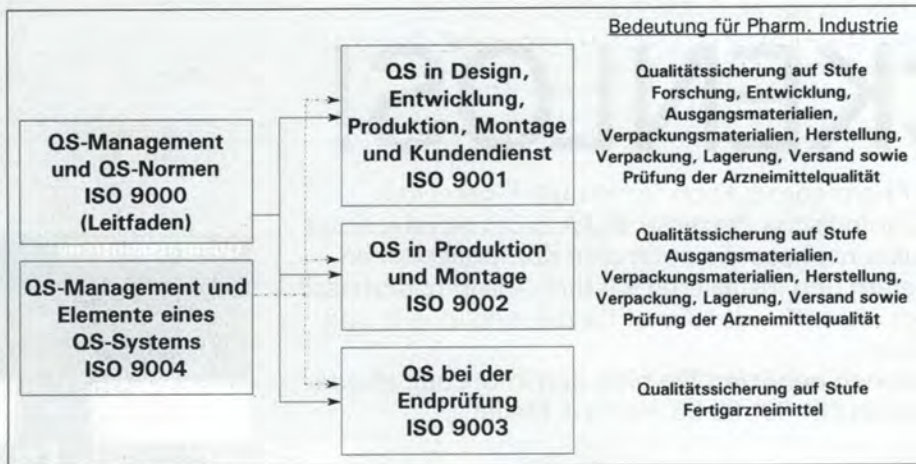 Bedeutung für Pharm. Industrie
QS-Management
und QS-Normen
ISO 9000
(Leitfaden)
QS-Management und
Elemente eines
QS-Systems
ISO 9004
QS in Design,
Entwicklung,
Produktion, Montage
und Kundendienst
ISO 9001
Qualitätssicherung auf Stufe
Forschung, Entwicklung,
Ausgangsmaterialien,
Verpackungsmaterialien, Herstellung,
Verpackung, Lagerung, Versand sowie
Prüfung der Arzneimittelqualität
QS in Produktion
und Montage
ISO 9002
Qualitätssicherung auf Stufe
Ausgangsmaterialien,
Verpackungsmaterialien, Herstellung,
Verpackung, Lagerung, Versand sowie
Prüfung der Arzneimittelqualität
QS bei der
Endprüfung
ISO 9003
Qualitätssicherung auf Stufe
Fertigarzneimittel